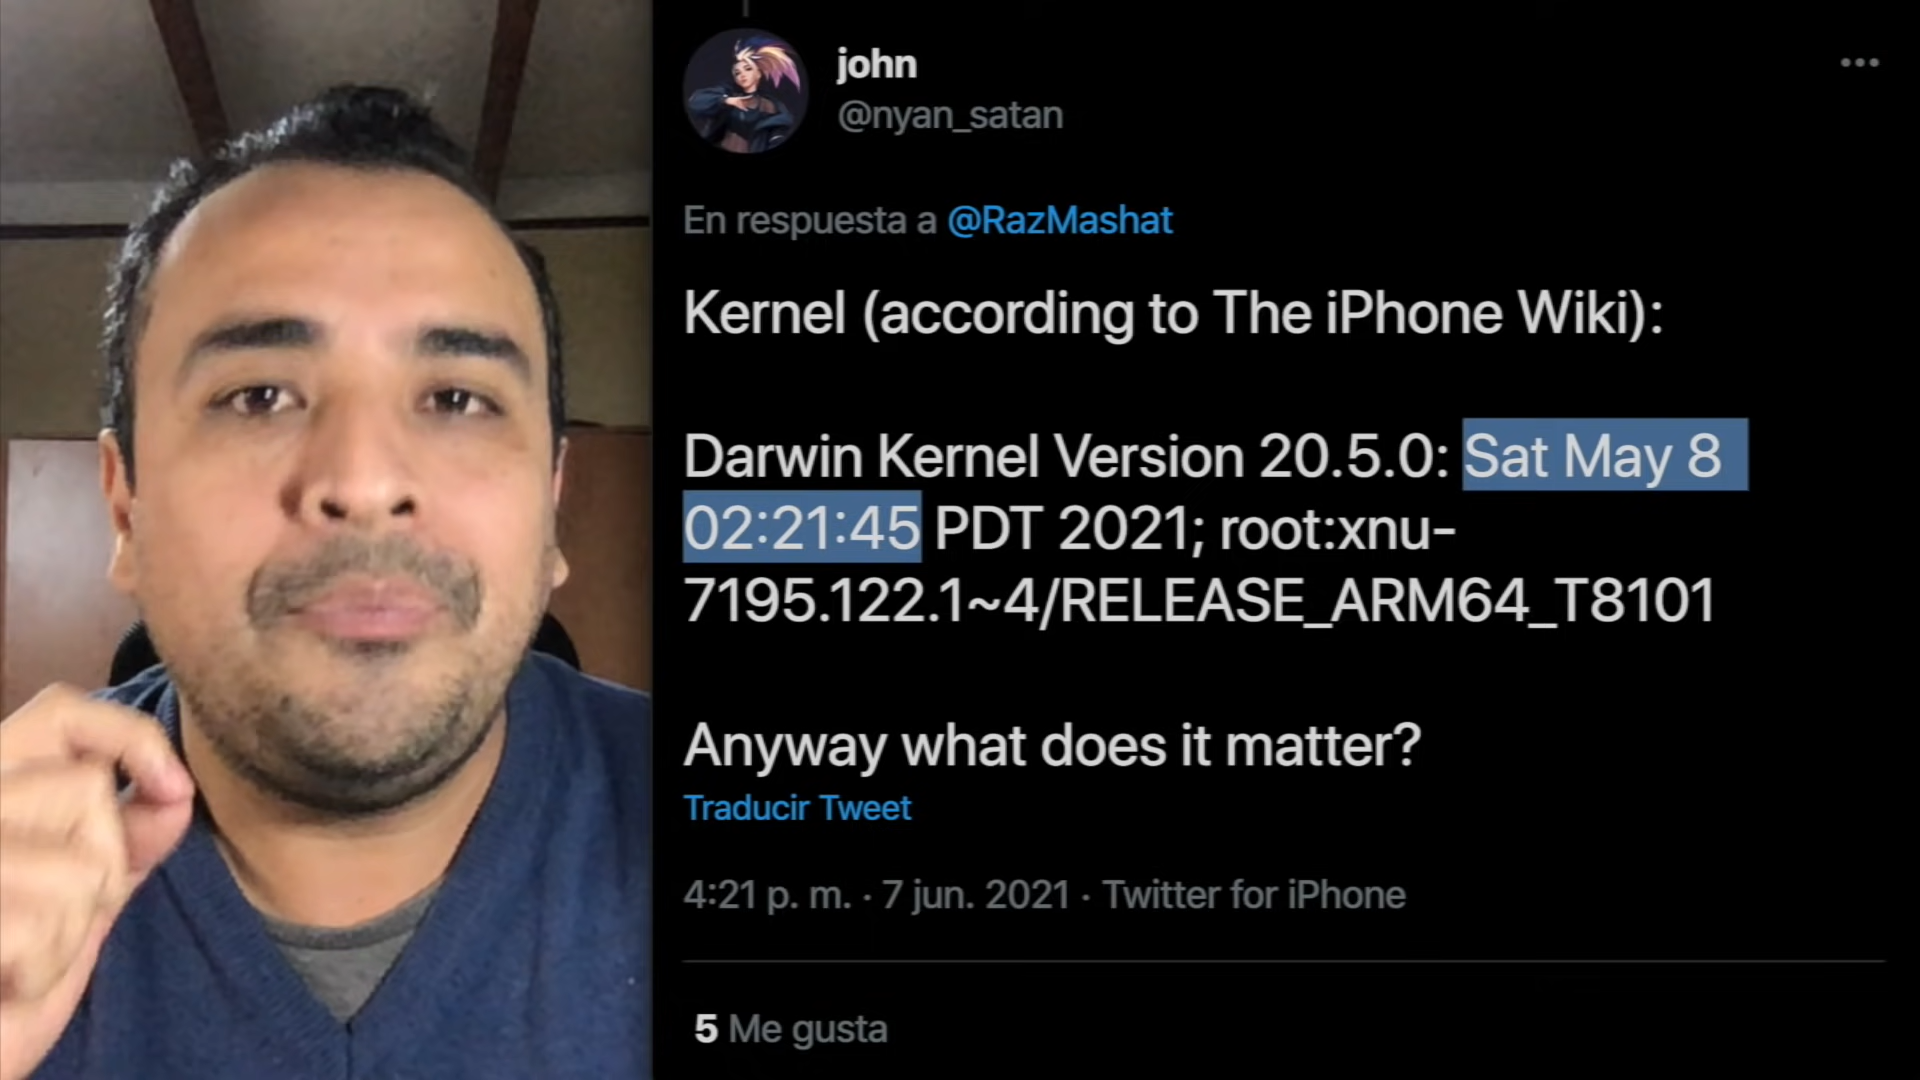 john
@nyan_satan
En respuesta a @RazMashat
Kernel (according to The iPhone Wiki):
Darwin Kernel Version 20.5.0: Sat May 8
02:21:45 PDT 2021; root:xnu-
7195.122.1~4/RELEASE_ARM64_T8101
Anyway what does it matter?
Traducir Tweet
4:21 p. m. · 7 jun. 2021 · Twitter for iPhone
5 Me gusta